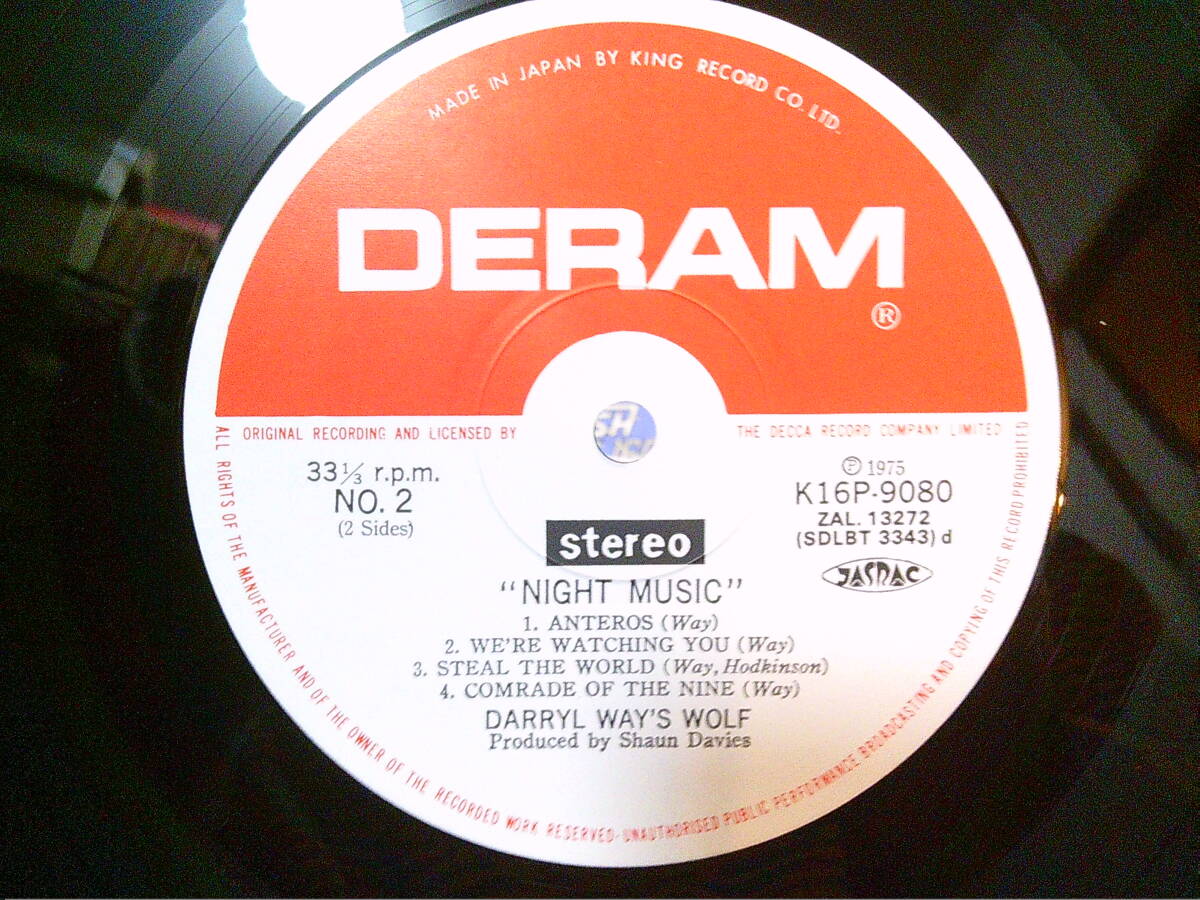 MADE IN JAPAN BY KING RECORD CO. LTD.
DERAM
®
ORIGINAL RECORDING AND LICENSED BY
THE DECCA RECORD COMPANY LIMITED
33 1/3 r.p.m.
NO. 2
(2 Sides)
Ⓟ 1975
K16P-9080
ZAL. 13272
(SDLBT 3343) d
JASRAC
stereo
"NIGHT MUSIC"
1. ANTEROS (Way)
2. WE'RE WATCHING YOU (Way)
3. STEAL THE WORLD (Way, Hodkinson)
4. COMRADE OF THE NINE (Way)
DARRYL WAY'S WOLF
Produced by Shaun Davies
ALL RIGHTS OF THE MANUFACTURER AND OF THE OWNER OF THE RECORDED WORK RESERVED-UNAUTHORISED PUBLIC PERFORMANCE BROADCASTING AND COPYING OF THIS RECORD PROHIBITED